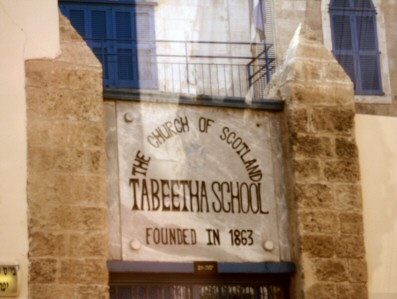 THE CHURCH OF SCOTLAND
TABEETHA SCHOOL
FOUNDED IN 1863